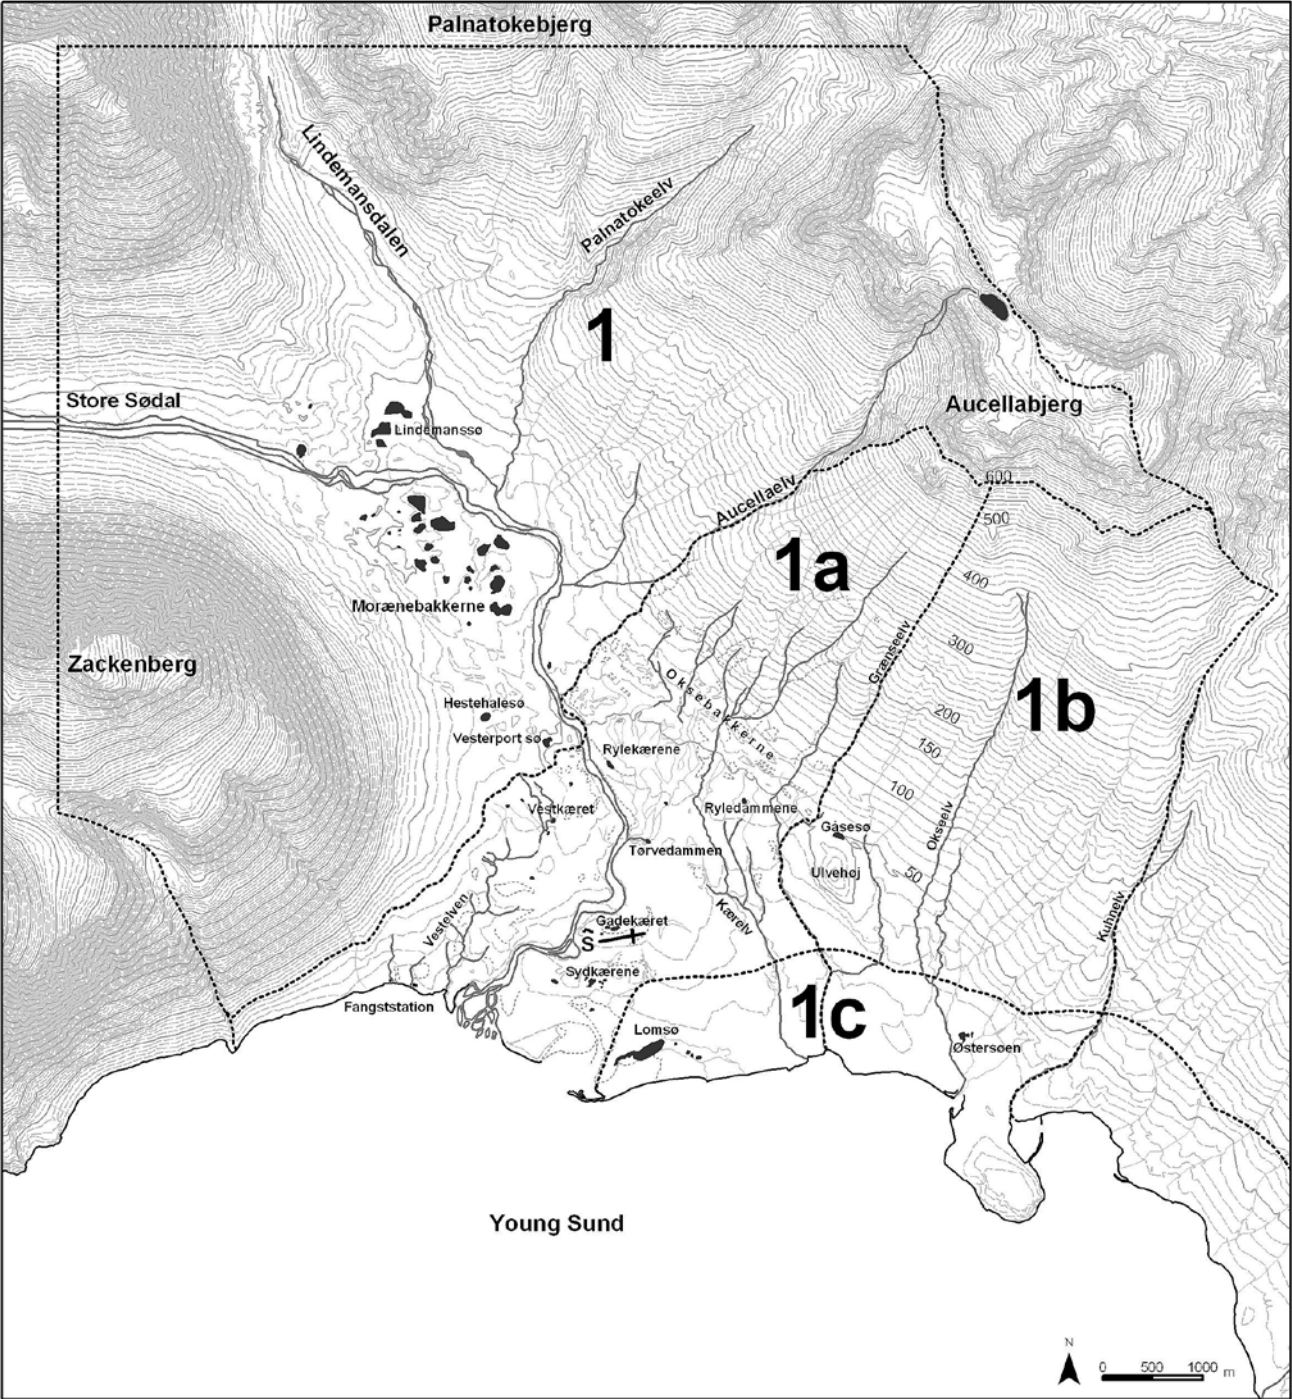 Palnatokebjerg
Lindemansdalen
Palnatokeelv
1
Store Sødal
Aucellabjerg
Lindemanssø
600
Aucellaelv
500
1a
400
Morænebakkerne
Grænseelv
300
Zackenberg
Oksebakkerne
1b
Hestehalesø
200
Vesterport sø
Rylekærene
150
100
Vestkæret
Ryledammene
Gåsesø
Okseelv
Tørvedammen
Ulvehøj
50
Vestelven
Kærelv
Kuhnelv
Gadekæret
S
Sydkærene
Fangststation
1c
Lomsø
Østersøen
Young Sund
N
0 500 1000 m